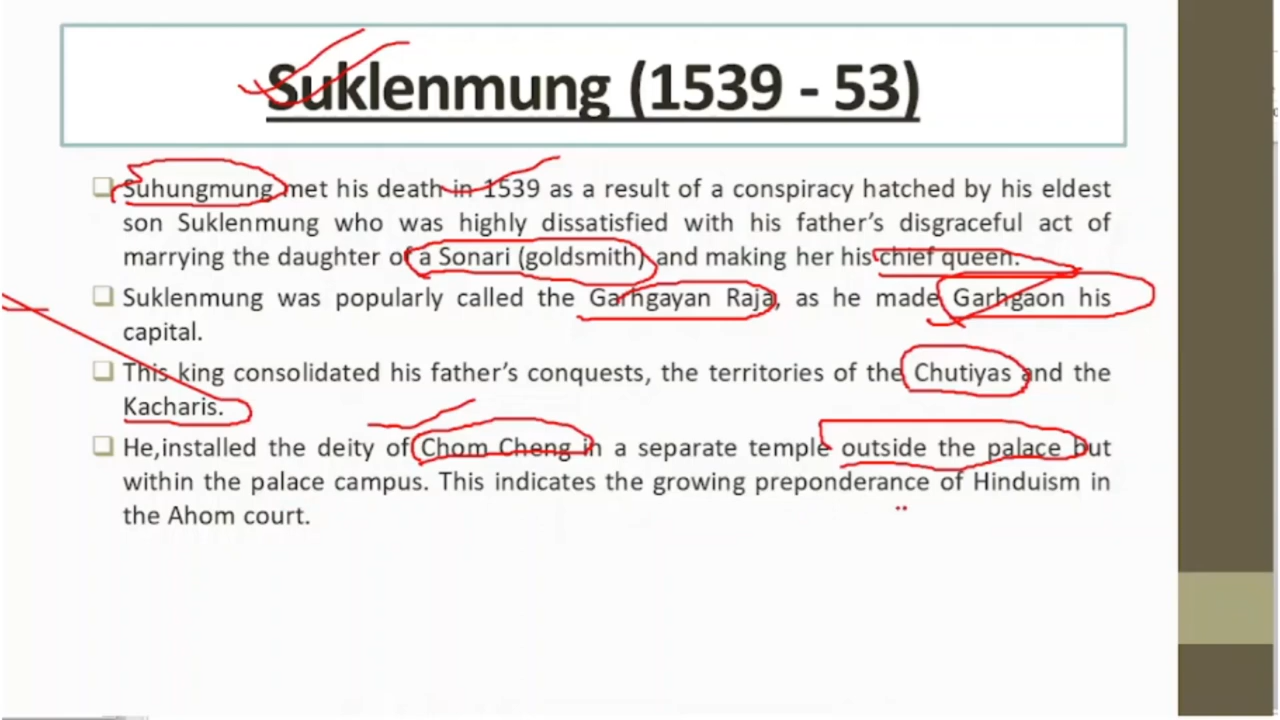 Suklenmung (1539 - 53)
Suhungmung met his death in 1539 as a result of a conspiracy hatched by his eldest
son Suklenmung who was highly dissatisfied with his father's disgraceful act of
marrying the daughter of a Sonari (goldsmith) and making her his chief queen.
Suklenmung was popularly called the Garhgayan Raja, as he made Garhgaon his
capital.
This king consolidated his father's conquests, the territories of the Chutiyas and the
Kacharis.
He,installed the deity of Chom Cheng in a separate temple outside the palace but
within the palace campus. This indicates the growing preponderance of Hinduism in
the Ahom court.